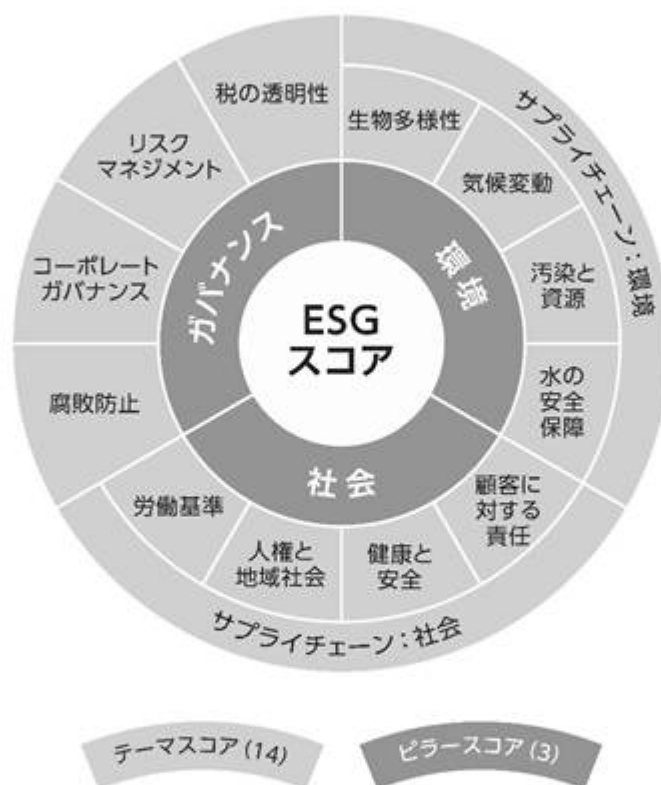 税の透明性
リスク
マネジメント
コーポレート
ガバナンス
腐敗防止
ガバナンス
生物多様性
気候変動
汚染と
資源
水の
安全
保障
サプライチェーン：環境
環境
ESG
スコア
社会
労働基準
人権と
地域社会
健康と
安全
顧客に
対する
責任
サプライチェーン：社会
テーマスコア (14)
ピラースコア (3)